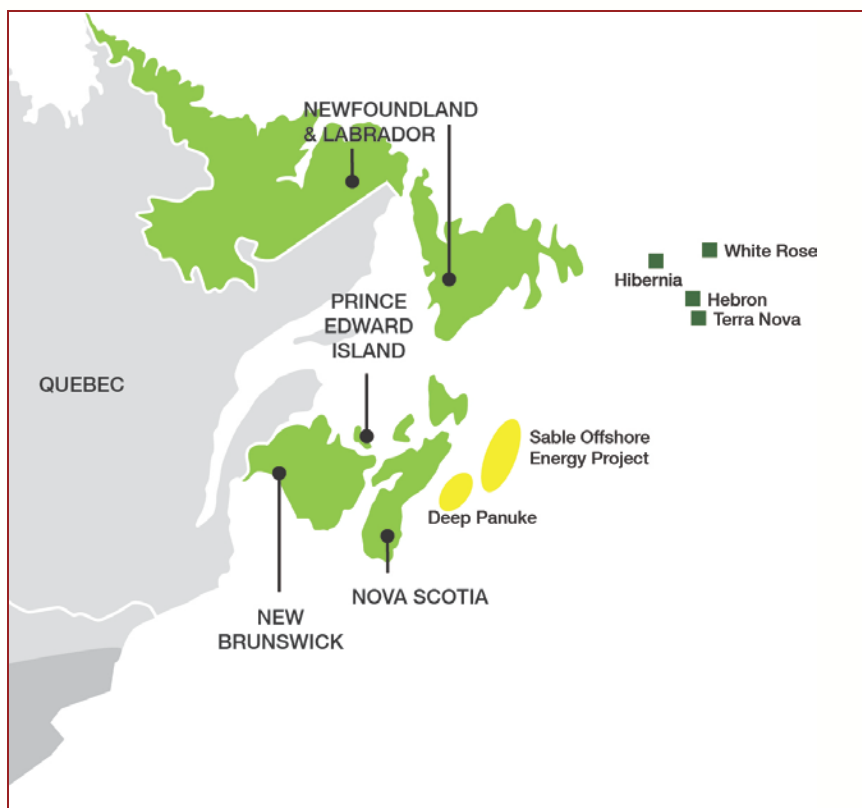 NEWFOUNDLAND
& LABRADOR
White Rose
Hibernia
Hebron
Terra Nova
PRINCE
EDWARD
ISLAND
QUEBEC
Sable Offshore
Energy Project
Deep Panuke
NOVA SCOTIA
NEW
BRUNSWICK